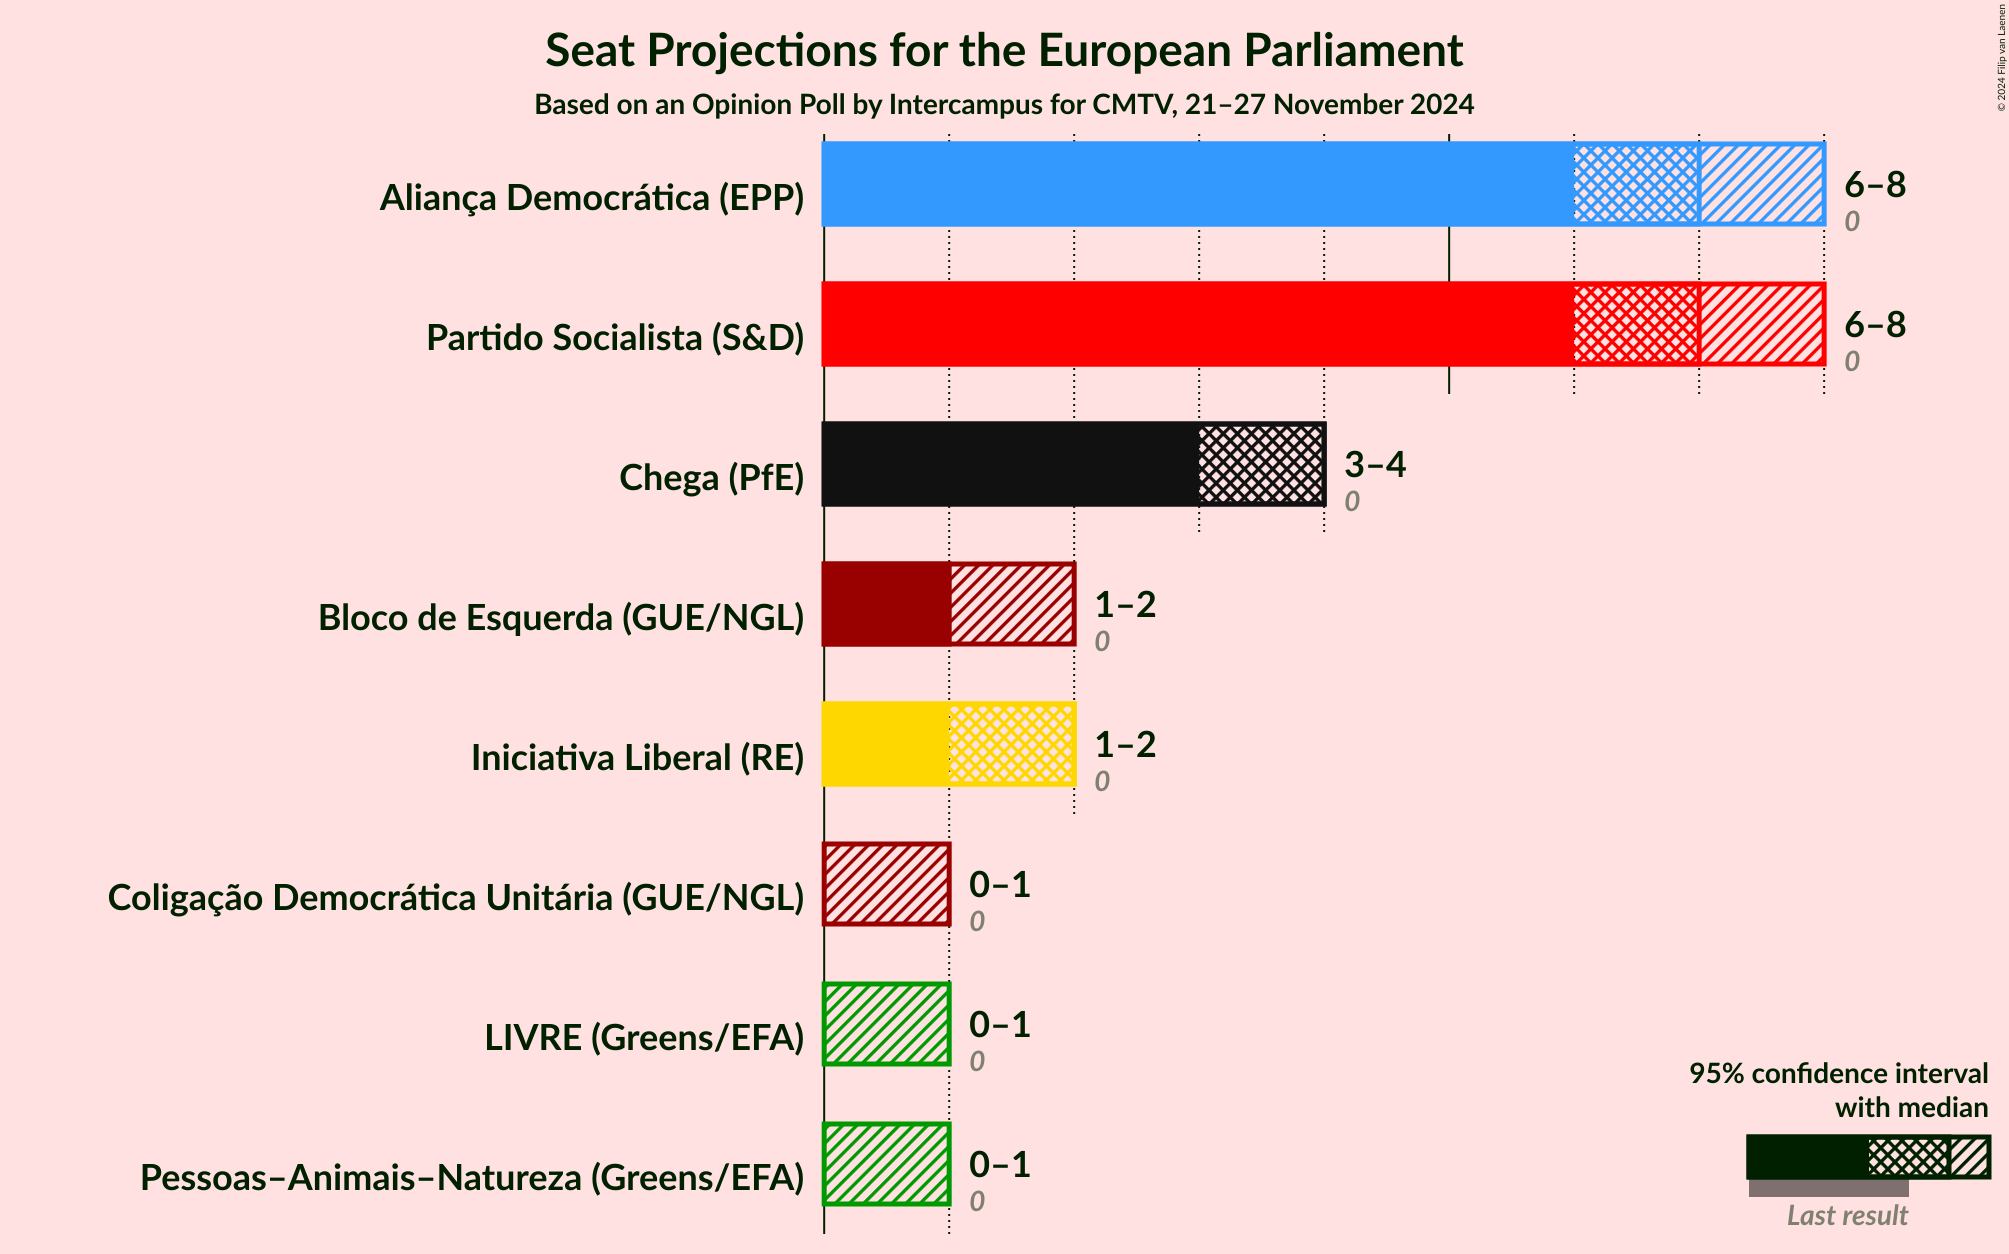 Seat Projections for the European Parliament
Based on an Opinion Poll by Intercampus for CMTV, 21–27 November 2024
© 2024 Filip van Laenen
Aliança Democrática (EPP)
6–8
0
Partido Socialista (S&D)
6–8
0
Chega (PfE)
3–4
0
Bloco de Esquerda (GUE/NGL)
1–2
0
Iniciativa Liberal (RE)
1–2
0
Coligação Democrática Unitária (GUE/NGL)
0–1
0
LIVRE (Greens/EFA)
0–1
0
Pessoas–Animais–Natureza (Greens/EFA)
0–1
0
95% confidence interval
with median
Last result